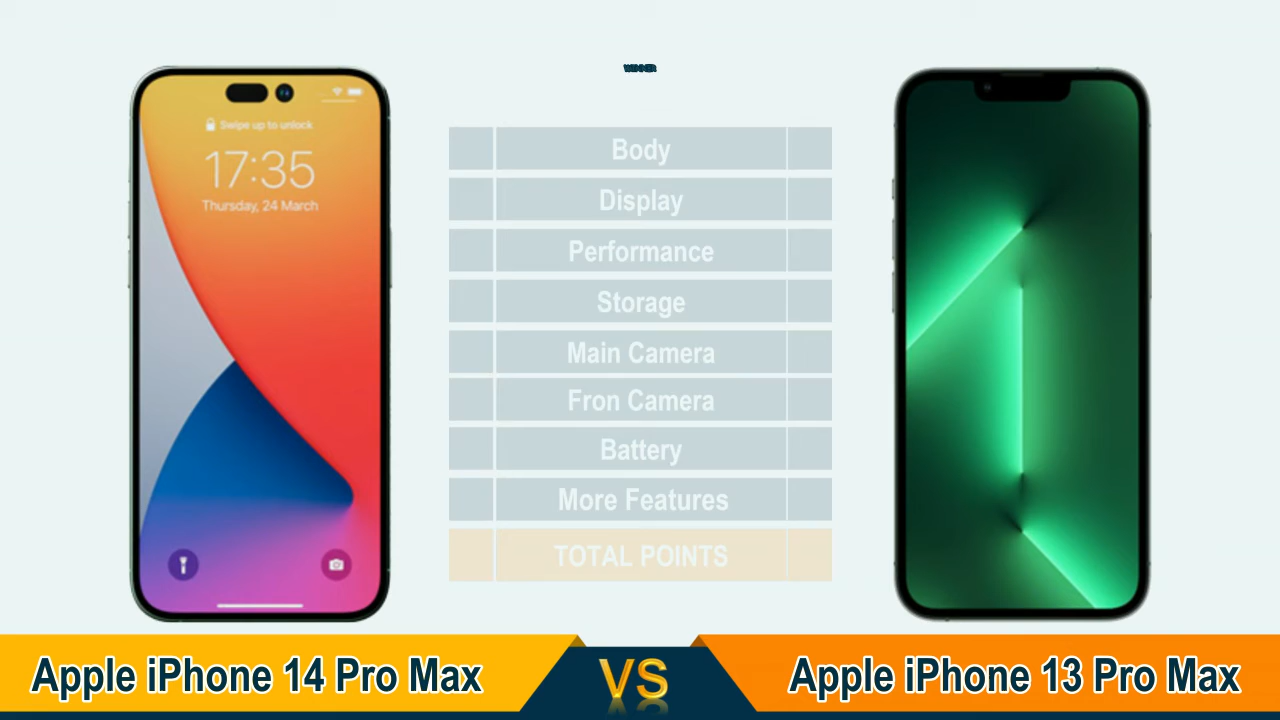 WINNER
Swipe up to unlock
17:35
Thursday, 24 March
Body
Display
Performance
Storage
Main Camera
Fron Camera
Battery
More Features
TOTAL POINTS
Apple iPhone 14 Pro Max
VS
Apple iPhone 13 Pro Max